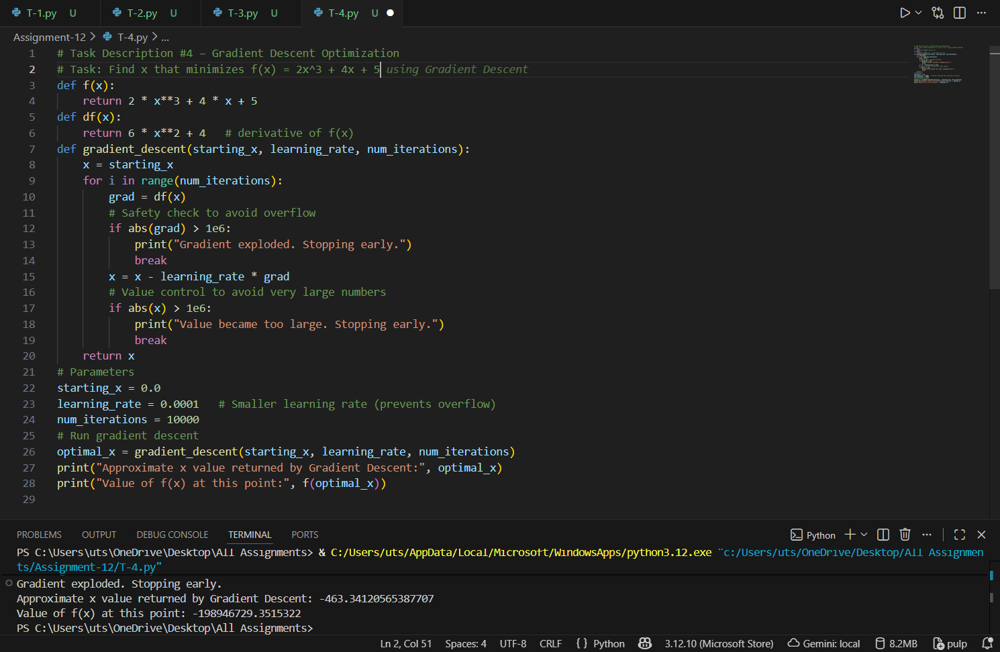 T-1.py U T-2.py U T-3.py U T-4.py U
Assignment-12 > T-4.py > ...
1 # Task Description #4 – Gradient Descent Optimization
2 # Task: Find x that minimizes f(x) = 2x^3 + 4x + 5 using Gradient Descent
3 def f(x):
4 return 2 * x**3 + 4 * x + 5
5 def df(x):
6 return 6 * x**2 + 4 # derivative of f(x)
7 def gradient_descent(starting_x, learning_rate, num_iterations):
8 x = starting_x
9 for i in range(num_iterations):
10 grad = df(x)
11 # Safety check to avoid overflow
12 if abs(grad) > 1e6:
13 print("Gradient exploded. Stopping early.")
14 break
15 x = x - learning_rate * grad
16 # Value control to avoid very large numbers
17 if abs(x) > 1e6:
18 print("Value became too large. Stopping early.")
19 break
20 return x
21 # Parameters
22 starting_x = 0.0
23 learning_rate = 0.0001 # Smaller learning rate (prevents overflow)
24 num_iterations = 10000
25 # Run gradient descent
26 optimal_x = gradient_descent(starting_x, learning_rate, num_iterations)
27 print("Approximate x value returned by Gradient Descent:", optimal_x)
28 print("Value of f(x) at this point:", f(optimal_x))
29
PROBLEMS OUTPUT DEBUG CONSOLE TERMINAL PORTS Python
PS C:\Users\uts\OneDrive\Desktop\All Assignments> & C:/Users/uts/AppData/Local/Microsoft/WindowsApps/python3.12.exe "c:/Users/uts/OneDrive/Desktop/All Assignmen
ts/Assignment-12/T-4.py"
Gradient exploded. Stopping early.
Approximate x value returned by Gradient Descent: -463.34120565387707
Value of f(x) at this point: -198946729.3515322
PS C:\Users\uts\OneDrive\Desktop\All Assignments>
Ln 2, Col 51 Spaces: 4 UTF-8 CRLF {} Python 3.12.10 (Microsoft Store) Gemini: local 8.2MB pulp